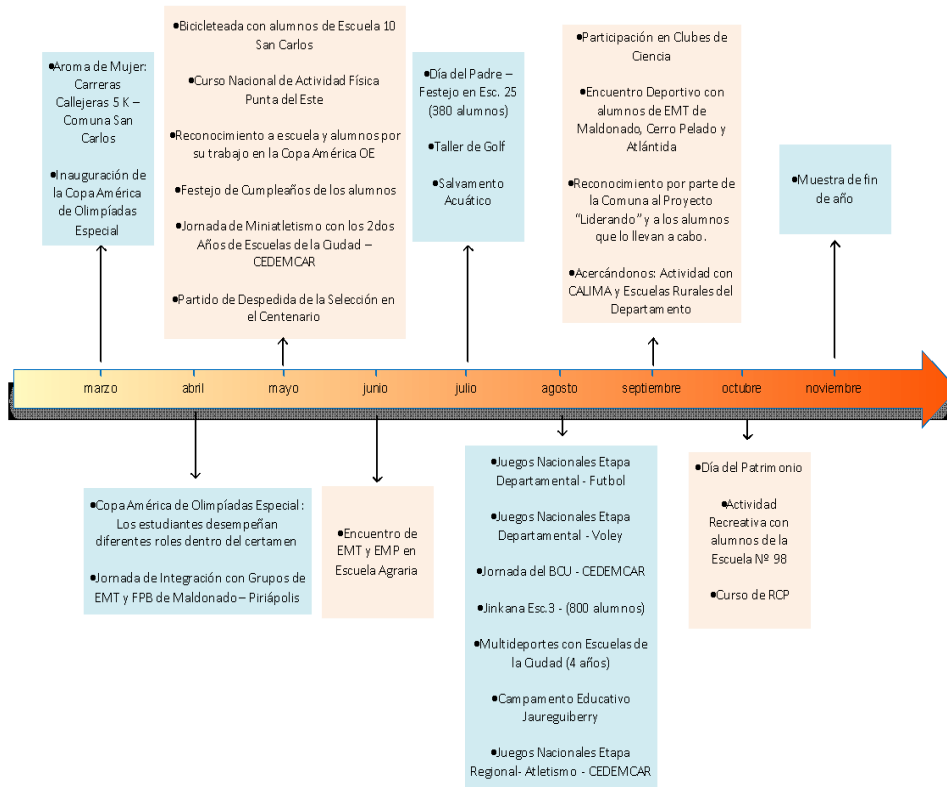 •Aroma de Mujer:
Carreras
Callejeras 5 K –
Comuna San
Carlos
•Inauguración de
la Copa América
de Olimpíadas
Especial
•Bicicleteada con alumnos de Escuela 10
San Carlos
•Curso Nacional de Actividad Física
Punta del Este
•Reconocimiento a escuela y alumnos por
su trabajo en la Copa América OE
•Festejo de Cumpleaños de los alumnos
•Jornada de Miniatletismo con los 2dos
Años de Escuelas de la Ciudad –
CEDEMCAR
•Partido de Despedida de la Selección en
el Centenario
•Día del Padre –
Festejo en Esc. 25
(380 alumnos)
•Taller de Golf
•Salvamento
Acuático
•Participación en Clubes de
Ciencia
•Encuentro Deportivo con
alumnos de EMT de
Maldonado, Cerro Pelado y
Atlántida
•Reconocimiento por parte de
la Comuna al Proyecto
“Liderando” y a los alumnos
que lo llevan a cabo.
•Acercándonos: Actividad con
CALIMA y Escuelas Rurales del
Departamento
•Muestra de fin
de año
marzo abril mayo junio julio agosto septiembre octubre noviembre
•Copa América de Olimpíadas Especial :
Los estudiantes desempeñan
diferentes roles dentro del certamen
•Jornada de Integración con Grupos de
EMT y FPB de Maldonado – Piriápolis
•Encuentro de
EMT y EMP en
Escuela Agraria
•Juegos Nacionales Etapa
Departamental - Futbol
•Juegos Nacionales Etapa
Departamental - Voley
•Jornada del BCU - CEDEMCAR
•Jinkana Esc.3 - (800 alumnos)
•Multideportes con Escuelas de
la Ciudad (4 años)
•Campamento Educativo
Jaureguiberry
•Juegos Nacionales Etapa
Regional- Atletismo - CEDEMCAR
•Día del Patrimonio
•Actividad
Recreativa con
alumnos de la
Escuela Nº 98
•Curso de RCP